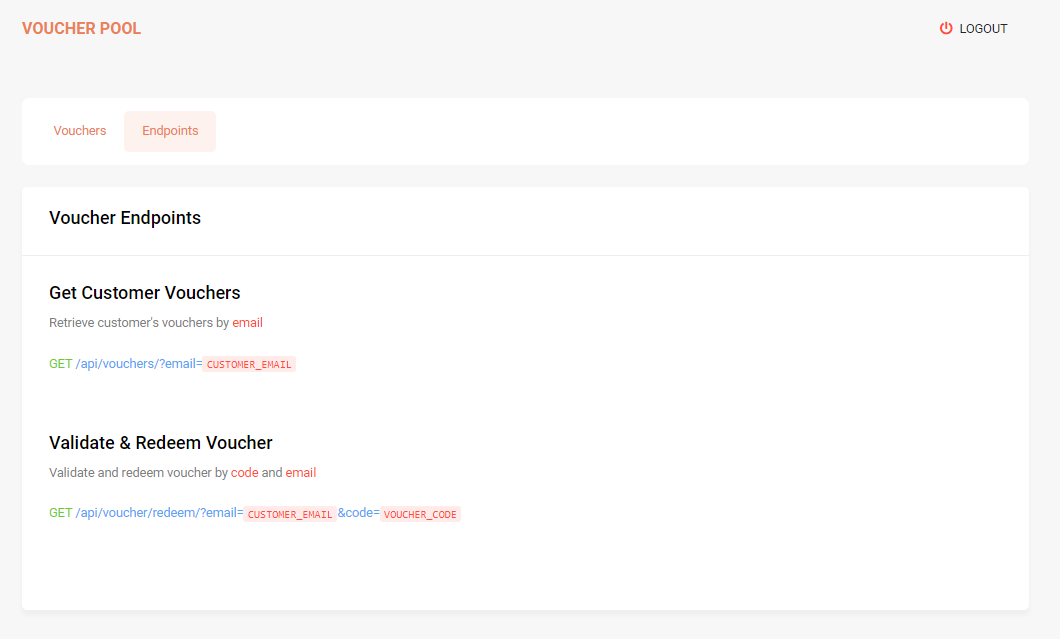 VOUCHER POOL
LOGOUT
Vouchers
Endpoints
Voucher Endpoints
Get Customer Vouchers
Retrieve customer's vouchers by email
GET /api/vouchers/?email=CUSTOMER_EMAIL
Validate & Redeem Voucher
Validate and redeem voucher by code and email
GET /api/voucher/redeem/?email=CUSTOMER_EMAIL &code=VOUCHER_CODE